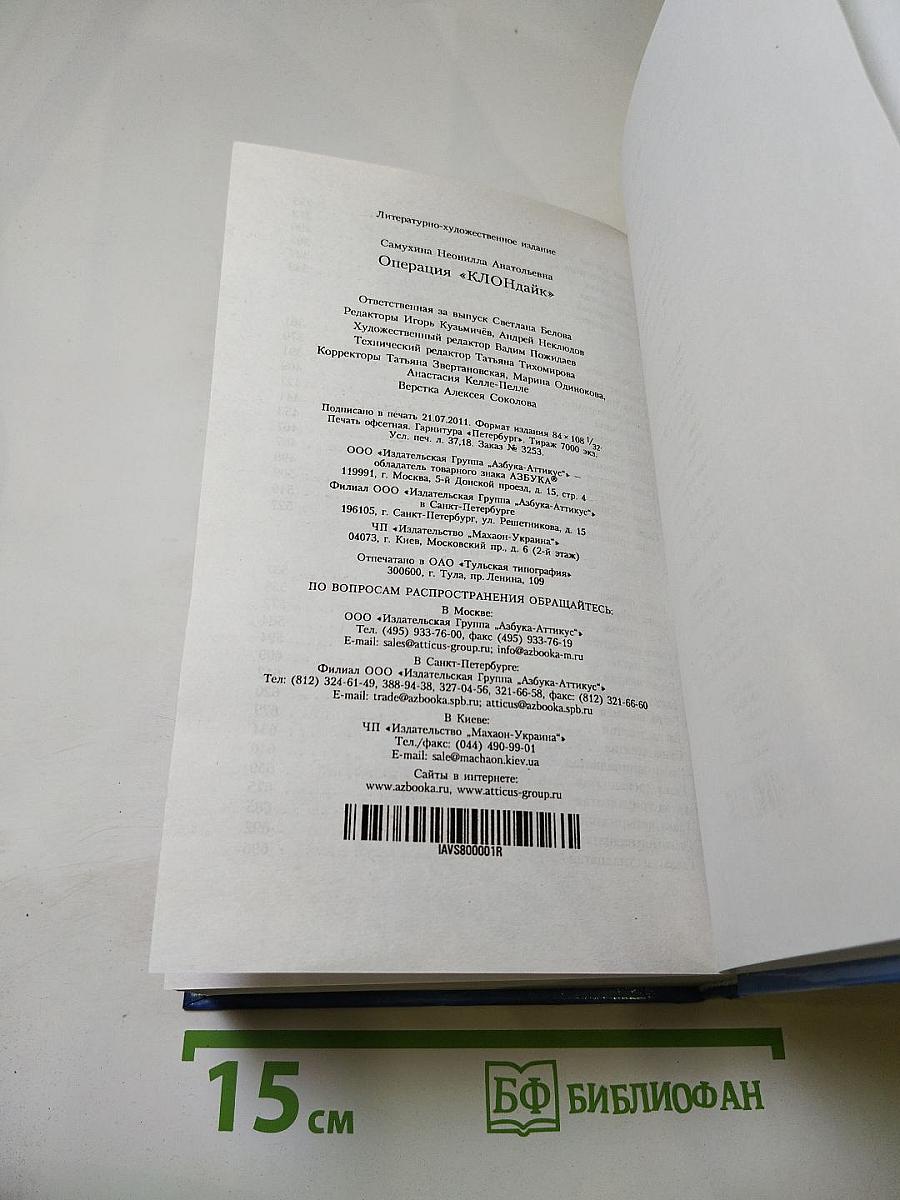 Литературно-художественное издание
Самухина Неонилла Анатольевна
Операция «КЛОНдайк»
Ответственная за выпуск Светлана Белова
Редакторы Игорь Кузьмичёв, Андрей Неклюдов
Художественный редактор Вадим Пожидаев
Технический редактор Татьяна Тихомирова
Корректоры Татьяна Звертановская, Марина Одинокова,
Анастасия Келле-Пелле
Верстка Алексея Соколова
Подписано в печать 21.07.2011. Формат издания 84 × 108 1/32.
Печать офсетная. Гарнитура «Петербург». Тираж 7000 экз.
Усл. печ. л. 37,18. Заказ № 3253.
ООО «Издательская Группа „Азбука-Аттикус“» —
обладатель товарного знака АЗБУКА®
119991, г. Москва, 5-й Донской проезд, д. 15, стр. 4
Филиал ООО «Издательская Группа „Азбука-Аттикус“»
в Санкт-Петербурге
196105, г. Санкт-Петербург, ул. Решетникова, д. 15
ЧП «Издательство „Махаон-Украина“»
04073, г. Киев, Московский пр., д. 6 (2-й этаж)
Отпечатано в ОАО «Тульская типография»
300600, г. Тула, пр. Ленина, 109
ПО ВОПРОСАМ РАСПРОСТРАНЕНИЯ ОБРАЩАЙТЕСЬ:
В Москве:
ООО «Издательская Группа „Азбука-Аттикус“»
Тел. (495) 933-76-00, факс (495) 933-76-19
E-mail: sales@atticus-group.ru; info@azbooka-m.ru
В Санкт-Петербурге:
Филиал ООО «Издательская Группа „Азбука-Аттикус“»
Тел: (812) 324-61-49, 388-94-38, 327-04-56, 321-66-58, факс: (812) 321-66-60
E-mail: trade@azbooka.spb.ru; atticus@azbooka.spb.ru
В Киеве:
ЧП «Издательство „Махаон-Украина“»
Тел./факс: (044) 490-99-01
E-mail: sale@machaon.kiev.ua
Сайты в интернете:
www.azbooka.ru, www.atticus-group.ru
IAVS800001R
15 см
БФ БИБЛИОФАН